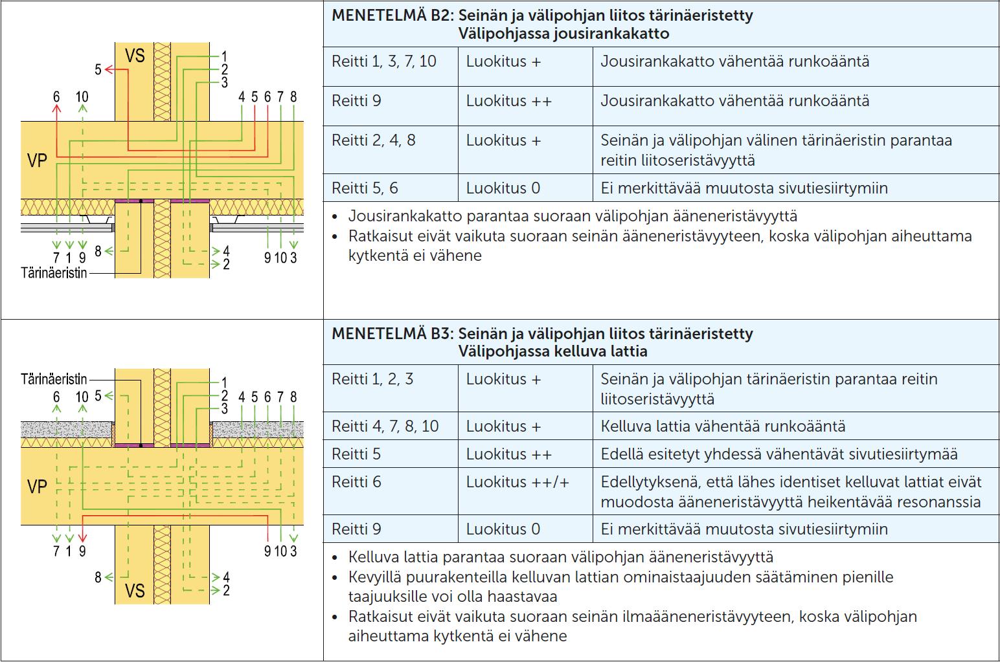 MENETELMÄ B2: Seinän ja välipohjan liitos tärinäeristetty
Välipohjassa jousirankakatto
Reitti 1, 3, 7, 10 Luokitus + Jousirankakatto vähentää runkoääntä
Reitti 9 Luokitus ++ Jousirankakatto vähentää runkoääntä
Reitti 2, 4, 8 Luokitus + Seinän ja välipohjan välinen tärinäeristin parantaa
reitin liitoseristävyyttä
Reitti 5, 6 Luokitus 0 Ei merkittävää muutosta sivutiesiirtymiin
• Jousirankakatto parantaa suoraan välipohjan ääneneristävyyttä
• Ratkaisut eivät vaikuta suoraan seinän ääneneristävyyteen, koska välipohjan aiheuttama
kytkentä ei vähene
VS
1
5 2
3
6 10 4 5 6 7 8
VP
8 4
7 1 9 9 10 3
2
Tärinäeristin
MENETELMÄ B3: Seinän ja välipohjan liitos tärinäeristetty
Välipohjassa kelluva lattia
Reitti 1, 2, 3 Luokitus + Seinän ja välipohjan tärinäeristin parantaa reitin
liitoseristävyyttä
Reitti 4, 7, 8, 10 Luokitus + Kelluva lattia vähentää runkoääntä
Reitti 5 Luokitus ++ Edellä esitetyt yhdessä vähentävät sivutiesiirtymää
Reitti 6 Luokitus ++/+ Edellytyksenä, että lähes identiset kelluvat lattiat eivät
muodosta ääneneristävyyttä heikentävää resonanssia
Reitti 9 Luokitus 0 Ei merkittävää muutosta sivutiesiirtymiin
• Kelluva lattia parantaa suoraan välipohjan ääneneristävyyttä
• Kevyillä puurakenteilla kelluvan lattian ominaistaajuuden säätäminen pienille
taajuuksille voi olla haastavaa
• Ratkaisut eivät vaikuta suoraan seinän ilmaääneneristävyyteen, koska välipohjan
aiheuttama kytkentä ei vähene
Tärinäeristin 1
6 10 5 2 4 5 6 7 8
3
VP
7 1 9 9 10 3
8 4
VS 2